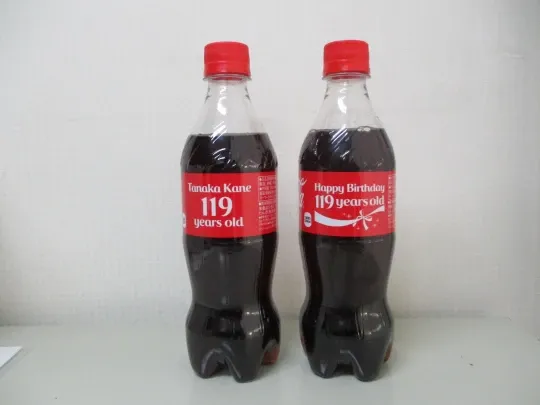 Tanaka Kane
119
years old
Happy Birthday
119 years old